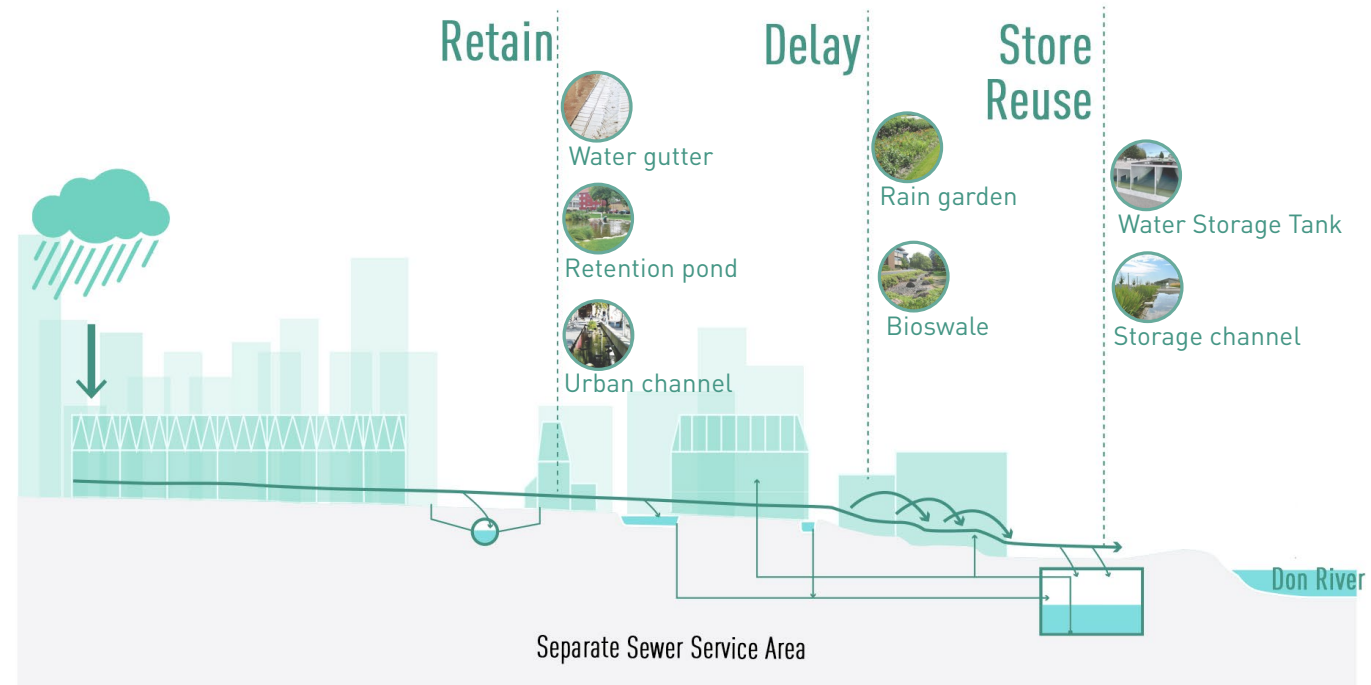 Retain
Water gutter
Retention pond
Urban channel
Delay
Rain garden
Bioswale
Store
Reuse
Water Storage Tank
Storage channel
Don River
Separate Sewer Service Area